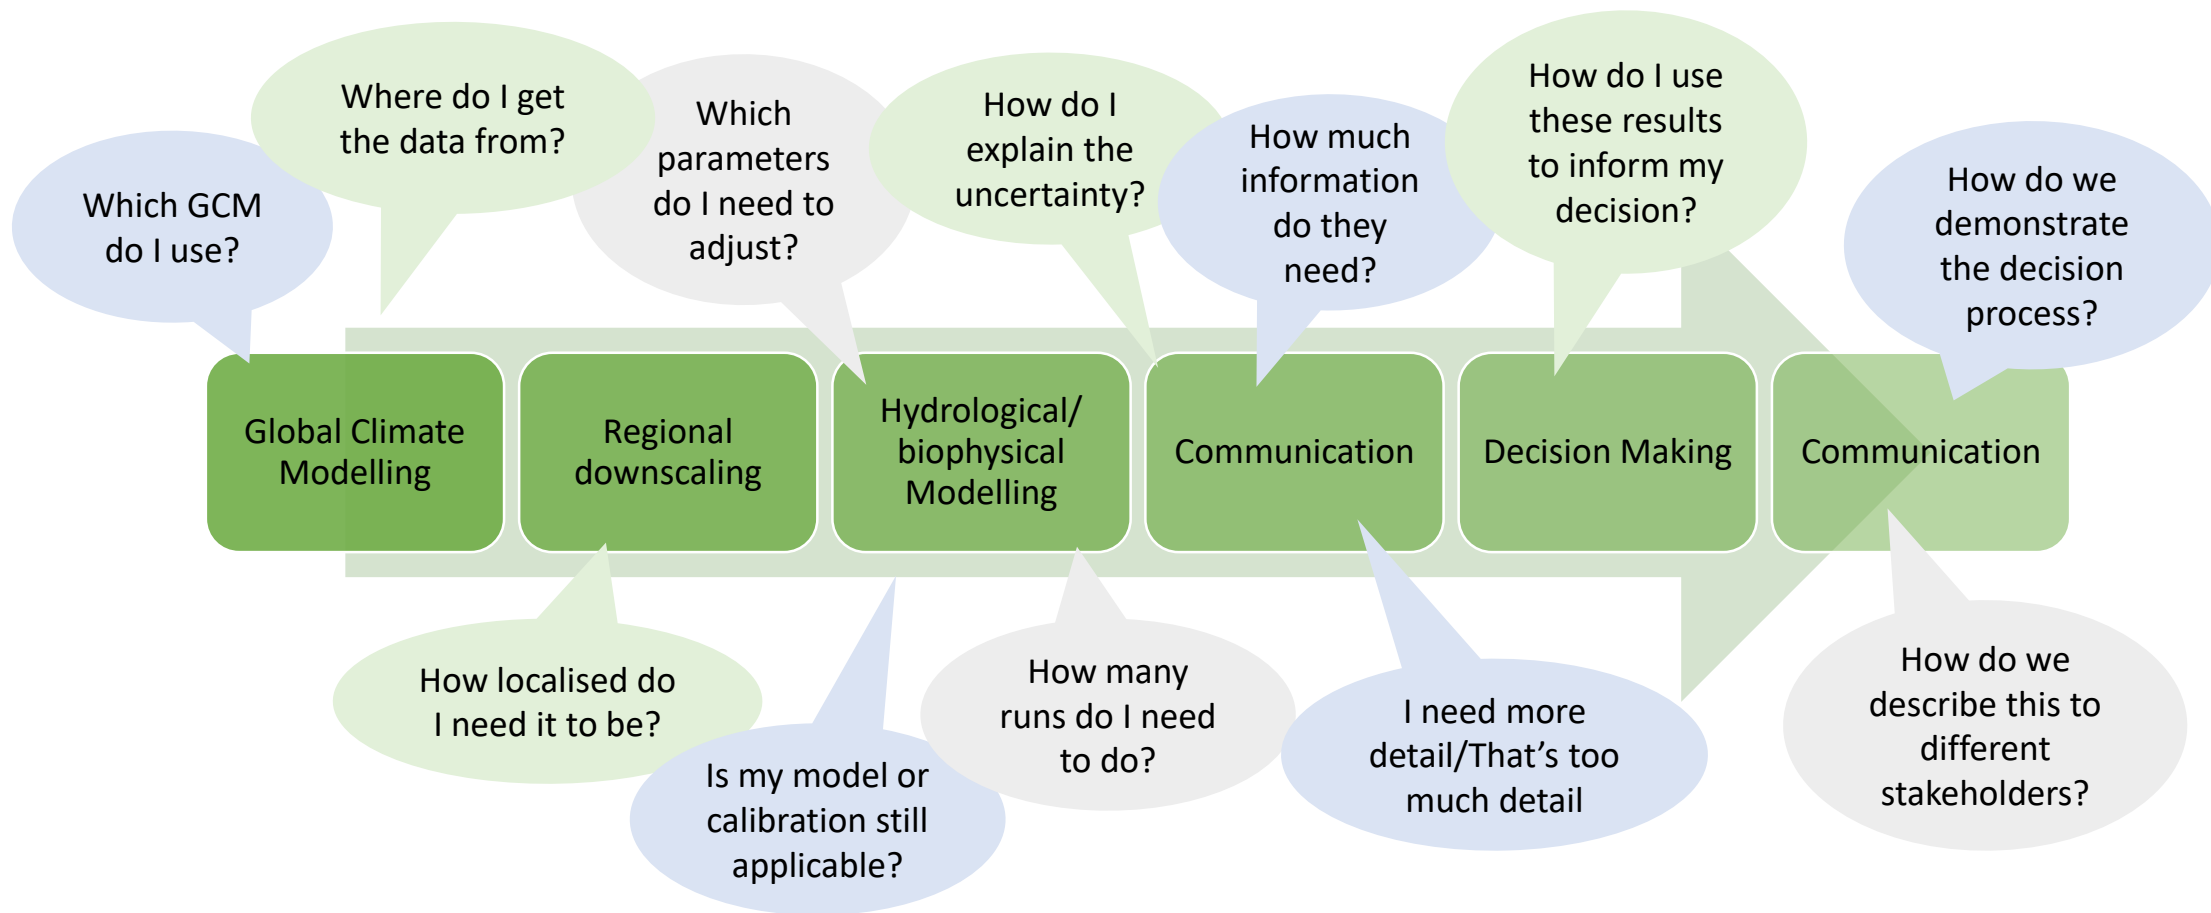 Where do I get
the data from?
Which
parameters
do I need to
adjust?
How do I
explain the
uncertainty?
How much
information
do they
need?
How do I use
these results
to inform my
decision?
How do we
demonstrate
the decision
process?
Which GCM
do I use?
Global Climate
Modelling
Regional
downscaling
Hydrological/
biophysical
Modelling
Communication
Decision Making
Communication
How localised do
I need it to be?
Is my model or
calibration still
applicable?
How many
runs do I need
to do?
I need more
detail/That's too
much detail
How do we
describe this to
different
stakeholders?